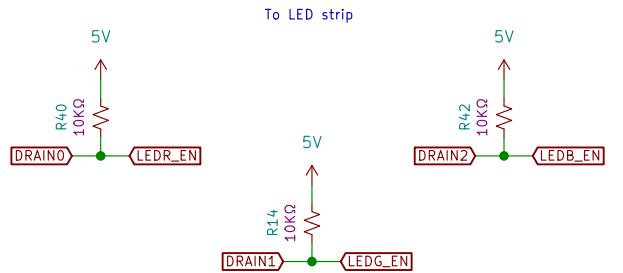 To LED strip
5V
R40
10KΩ
DRAIN0
LEDR_EN
5V
R42
10KΩ
DRAIN2
LEDB_EN
5V
R14
10KΩ
DRAIN1
LEDG_EN